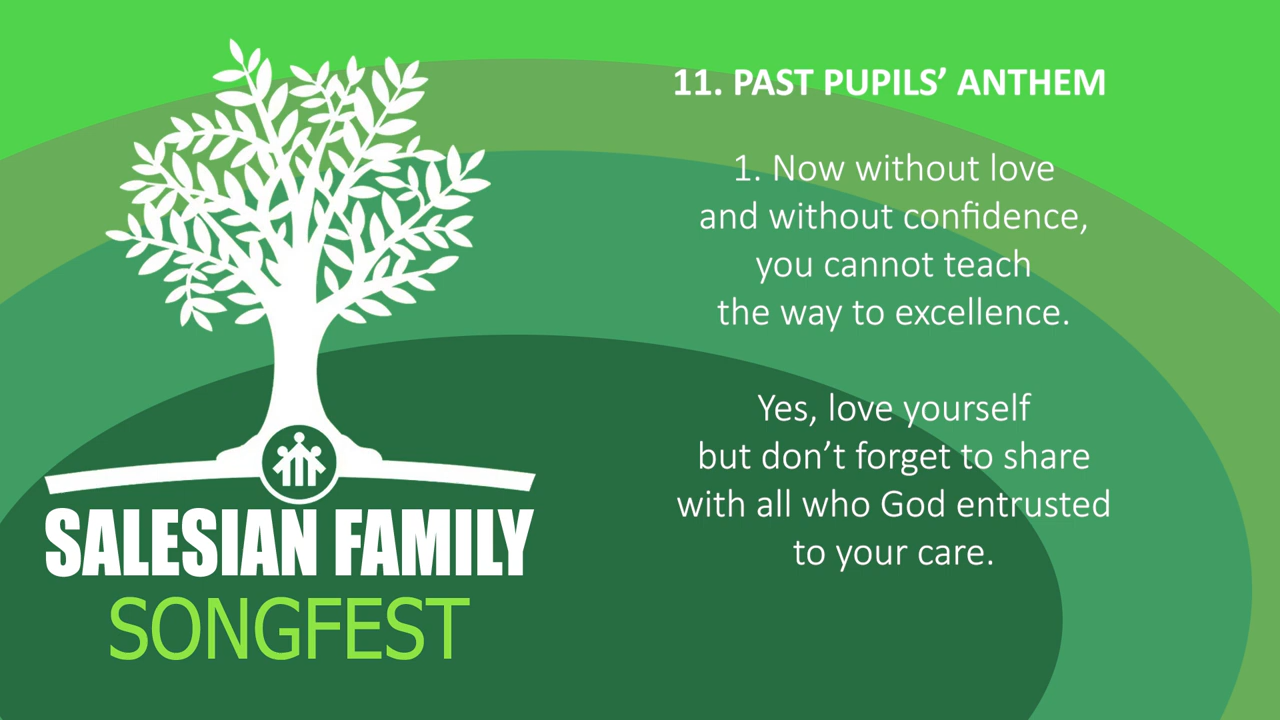 SALESIAN FAMILY
SONGFEST
11. PAST PUPILS’ ANTHEM
1. Now without love
and without confidence,
you cannot teach
the way to excellence.
Yes, love yourself
but don’t forget to share
with all who God entrusted
to your care.